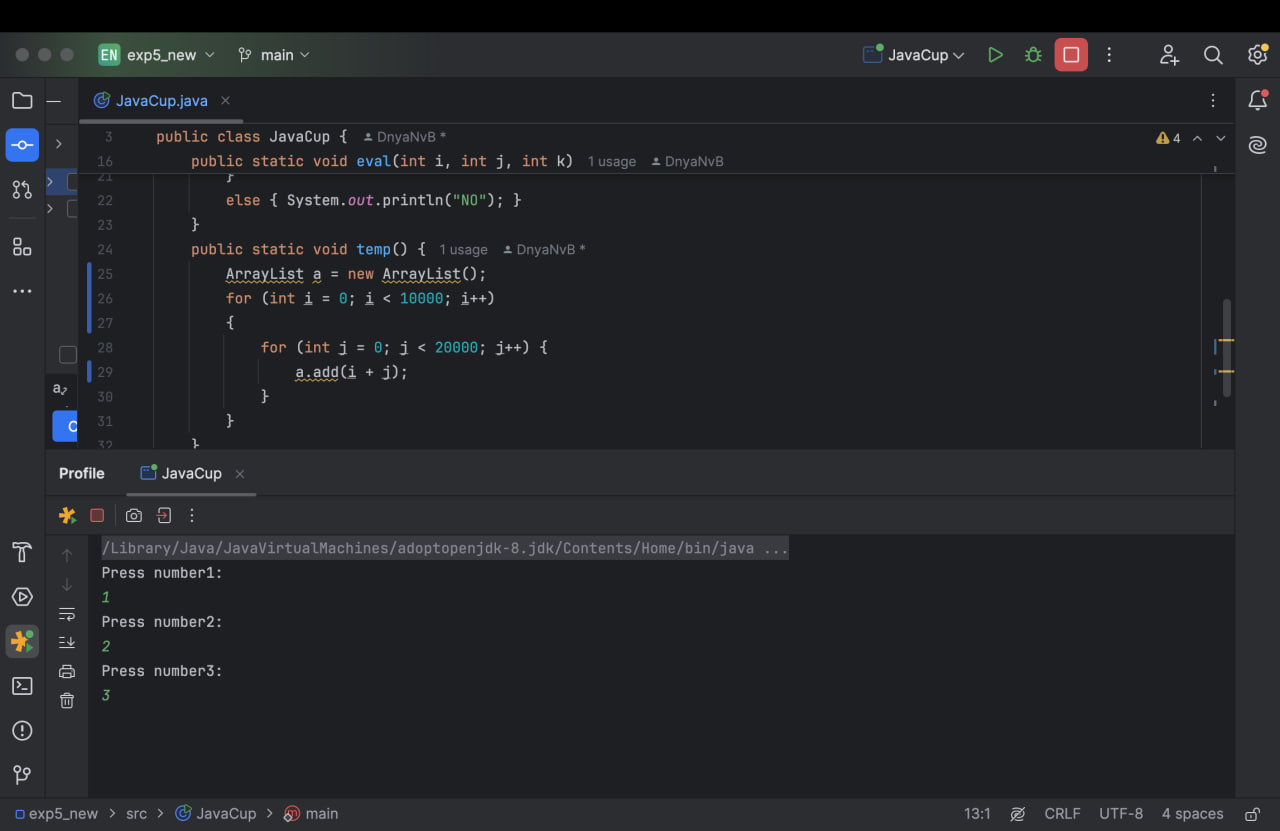 EN exp5_new main JavaCup
JavaCup.java
3 public class JavaCup { DnyaNvB * 4
16 public static void eval(int i, int j, int k) 1 usage DnyaNvB
21 }
22 else { System.out.println("NO"); }
23 }
24 public static void temp() { 1 usage DnyaNvB *
25 ArrayList a = new ArrayList();
26 for (int i = 0; i < 10000; i++)
27 {
28 for (int j = 0; j < 20000; j++) {
29 a.add(i + j);
30 }
31 }
32 }
Profile JavaCup
/Library/Java/JavaVirtualMachines/adoptopenjdk-8.jdk/Contents/Home/bin/java ...
Press number1:
1
Press number2:
2
Press number3:
3
exp5_new > src > JavaCup > main 13:1 CRLF UTF-8 4 spaces